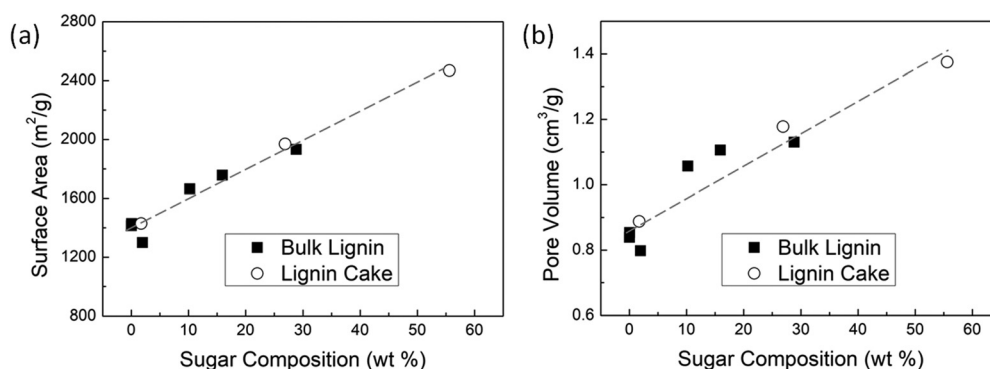 (a)
Surface Area (m²/g)
2800
2400
2000
1600
1200
800
Bulk Lignin
Lignin Cake
0 10 20 30 40 50 60
Sugar Composition (wt %)
(b)
Pore Volume (cm³/g)
1.4
1.2
1.0
0.8
0.6
Bulk Lignin
Lignin Cake
0 10 20 30 40 50 60
Sugar Composition (wt %)